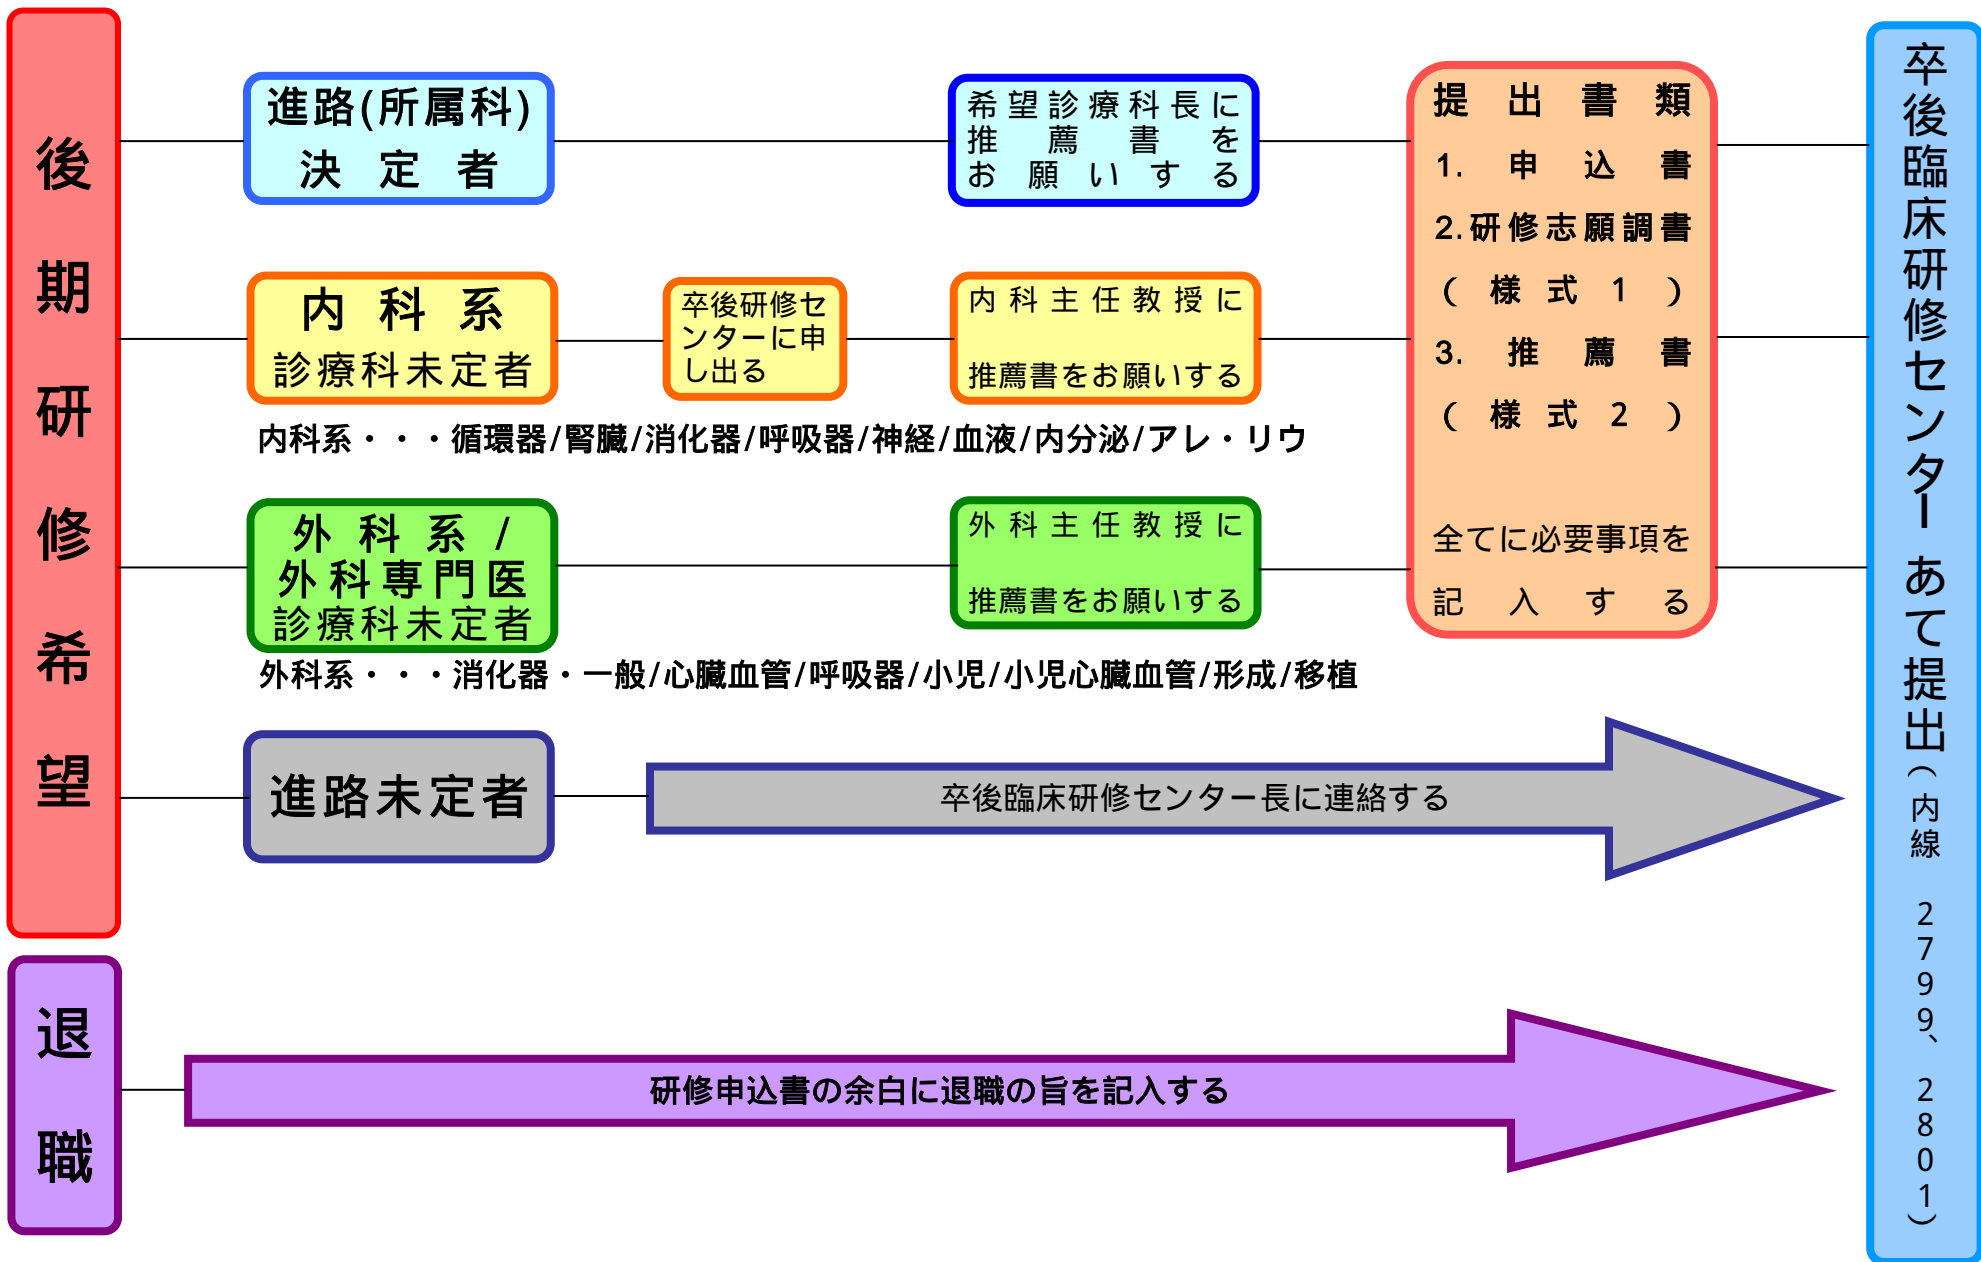 後期研修希望
進路(所属科)
決定者
希望診療科長に
推薦書を
お願いする
内科系
診療科未定者
卒後研修セ
ンターに申
し出る
内科主任教授に
推薦書をお願いする
内科系・・・循環器/腎臓/消化器/呼吸器/神経/血液/内分泌/アレ・リウ
外科系/
外科専門医
診療科未定者
外科主任教授に
推薦書をお願いする
外科系・・・消化器・一般/心臓血管/呼吸器/小児/小児心臓血管/形成/移植
提出書類
1.申込書
2.研修志願調書
(様式1)
3.推薦書
(様式2)
全てに必要事項を
記入する
進路未定者
卒後臨床研修センター長に連絡する
退職
研修申込書の余白に退職の旨を記入する
卒後臨床研修センターあて提出(内線 2799、2801)